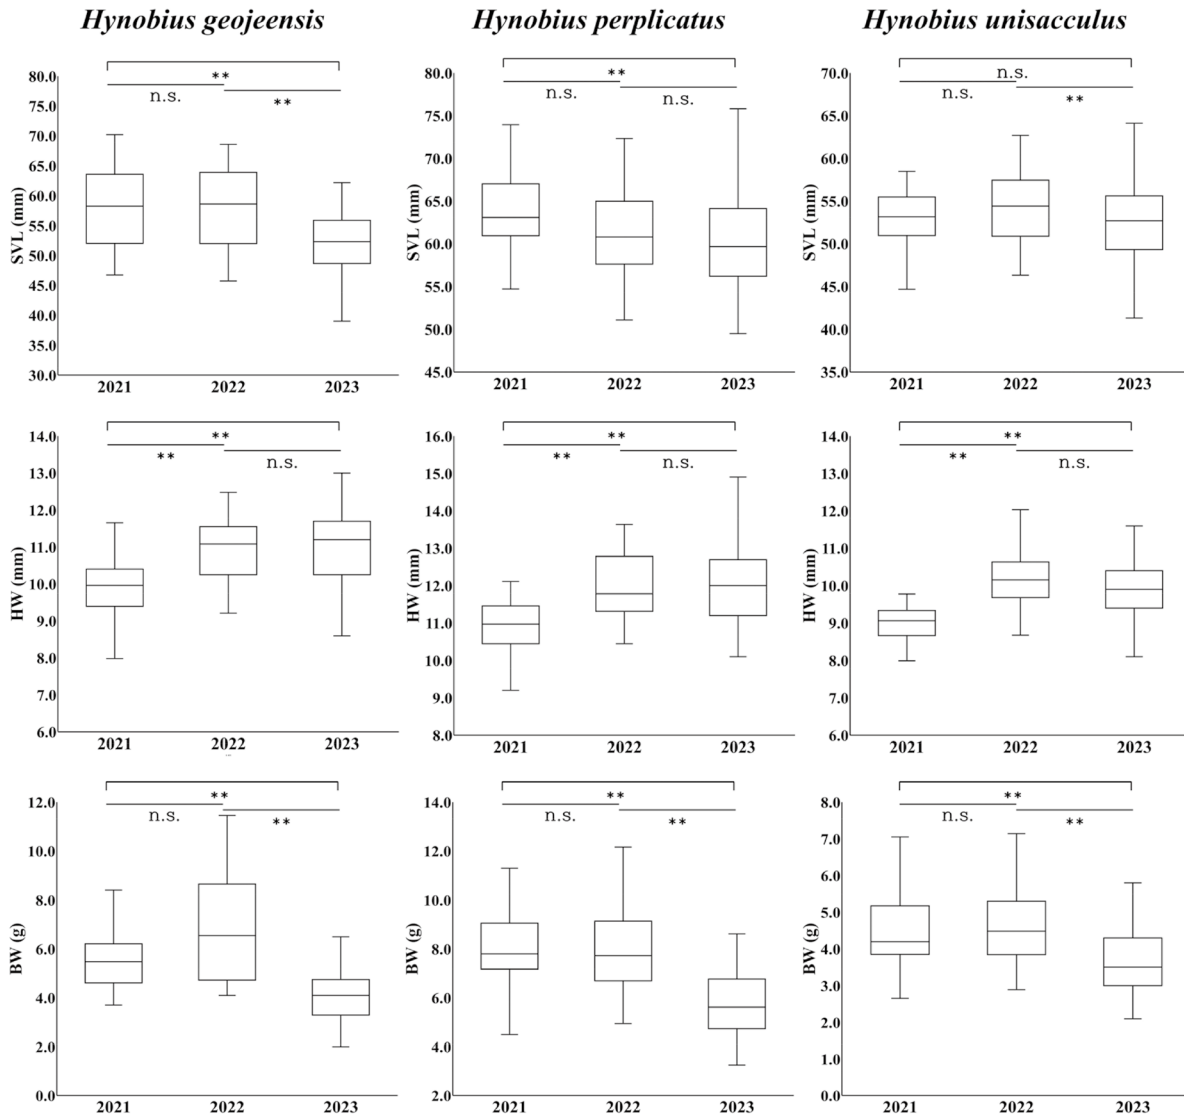 Hynobius geojeensis
Hynobius perplicatus
Hynobius unisacculus
SVL (mm)
80.0
75.0
70.0
65.0
60.0
55.0
50.0
45.0
40.0
35.0
30.0
**
n.s.
**
2021 2022 2023
SVL (mm)
80.0
75.0
70.0
65.0
60.0
55.0
50.0
45.0
**
n.s.
n.s.
2021 2022 2023
SVL (mm)
70.0
65.0
60.0
55.0
50.0
45.0
40.0
35.0
n.s.
n.s.
**
2021 2022 2023
HW (mm)
14.0
13.0
12.0
11.0
10.0
9.0
8.0
7.0
6.0
**
**
n.s.
2021 2022 2023
HW (mm)
16.0
15.0
14.0
13.0
12.0
11.0
10.0
9.0
8.0
**
**
n.s.
2021 2022 2023
HW (mm)
14.0
13.0
12.0
11.0
10.0
9.0
8.0
7.0
6.0
**
**
n.s.
2021 2022 2023
BW (g)
12.0
10.0
8.0
6.0
4.0
2.0
0.0
**
n.s.
**
2021 2022 2023
BW (g)
14.0
12.0
10.0
8.0
6.0
4.0
2.0
**
n.s.
**
2021 2022 2023
BW (g)
8.0
7.0
6.0
5.0
4.0
3.0
2.0
1.0
0.0
**
n.s.
**
2021 2022 2023